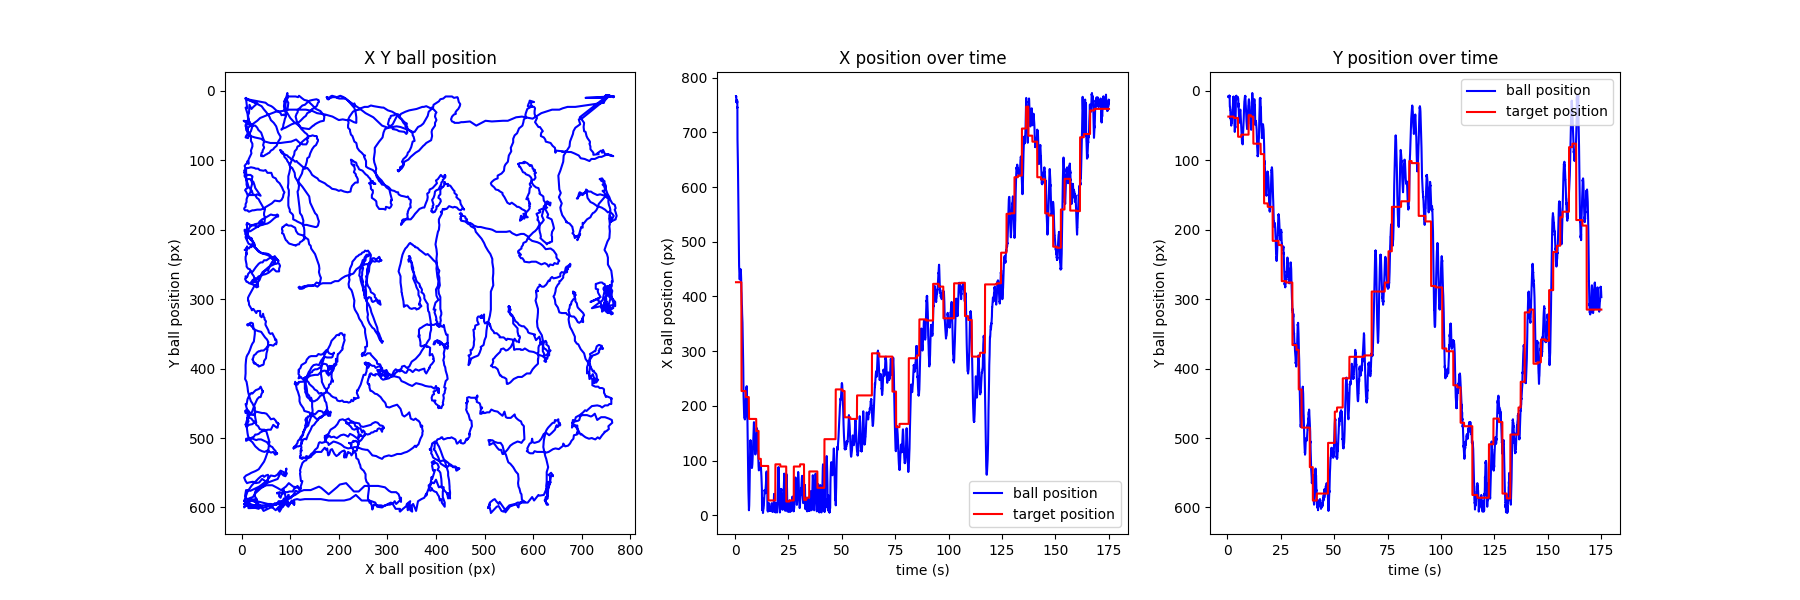 X Y ball position
Y ball position (px)
0
100
200
300
400
500
600
0 100 200 300 400 500 600 700 800
X ball position (px)
X position over time
X ball position (px)
800
700
600
500
400
300
200
100
0
ball position
target position
0 25 50 75 100 125 150 175
time (s)
Y position over time
Y ball position (px)
0
100
200
300
400
500
600
ball position
target position
0 25 50 75 100 125 150 175
time (s)